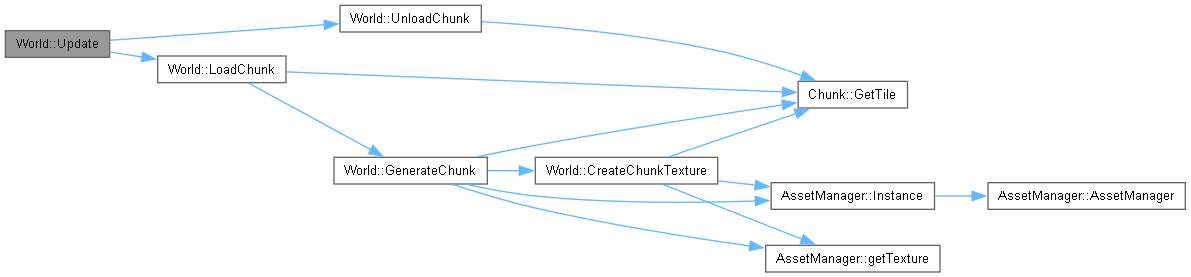 World::Update
World::UnloadChunk
World::LoadChunk
Chunk::GetTile
World::GenerateChunk
World::CreateChunkTexture
AssetManager::Instance
AssetManager::AssetManager
AssetManager::getTexture